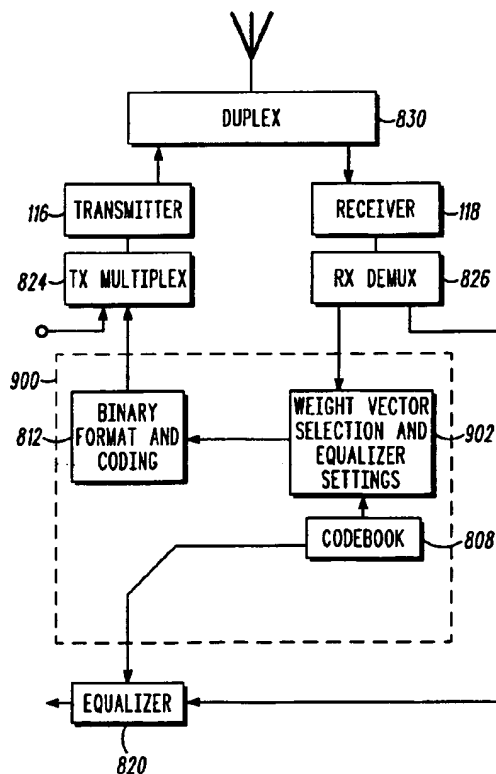 DUPLEX
830
116
TRANSMITTER
RECEIVER
118
824
TX MULTIPLEX
RX DEMUX
826
900
812
BINARY
FORMAT AND
CODING
WEIGHT VECTOR
SELECTION AND
EQUALIZER
SETTINGS
902
CODEBOOK
808
EQUALIZER
820